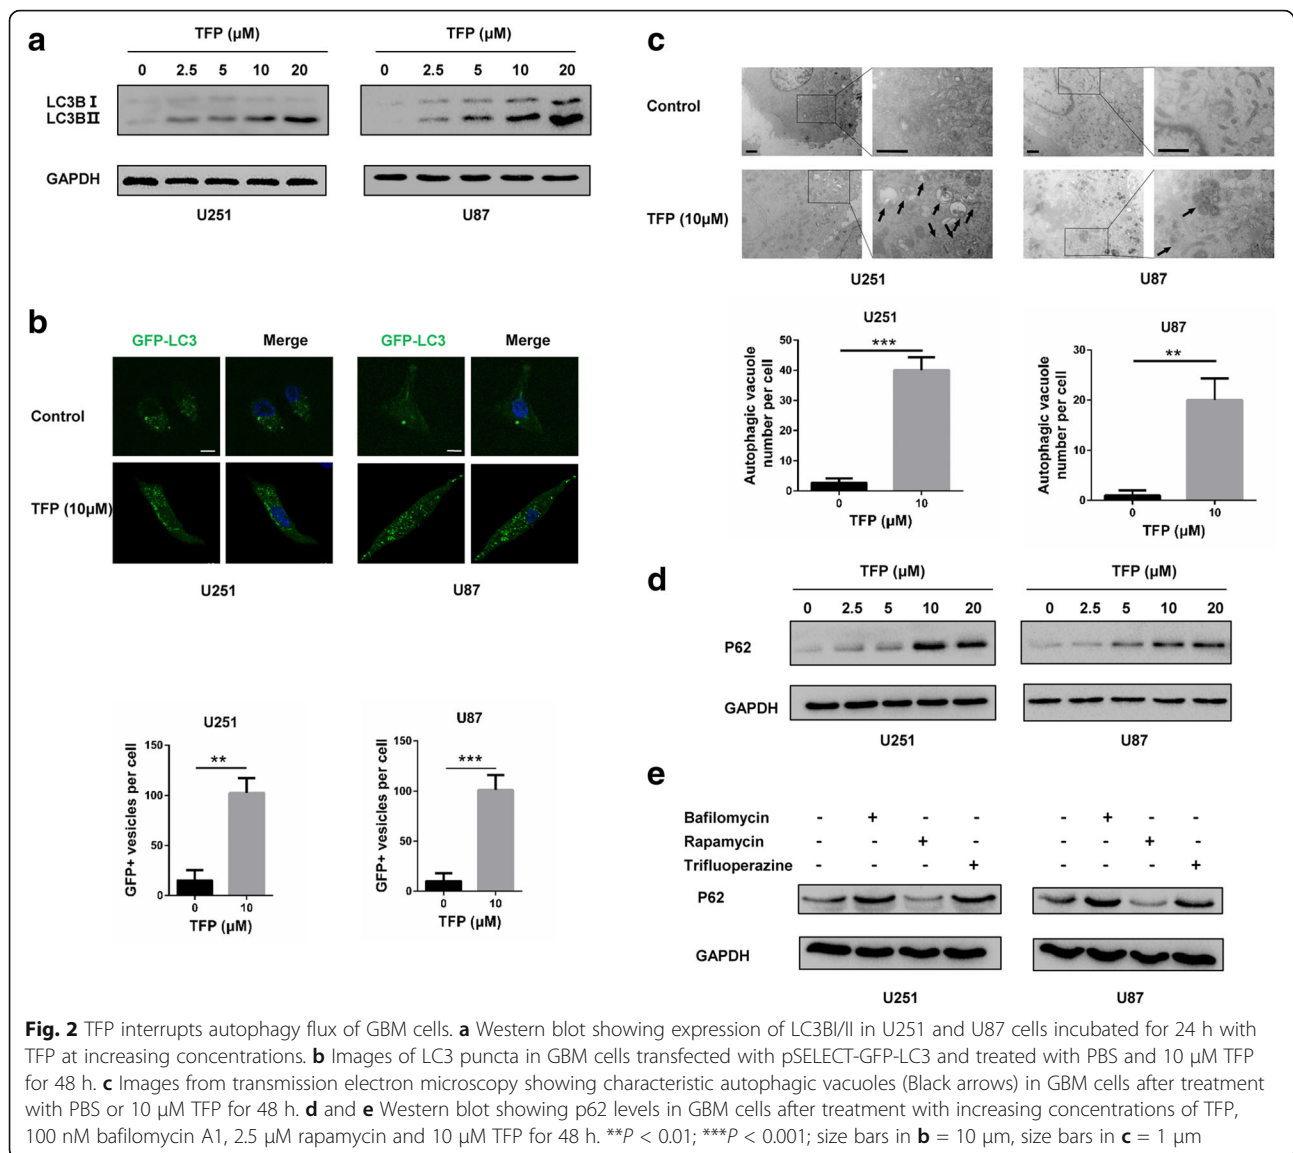 a
TFP (μM)
0 2.5 5 10 20
TFP (μM)
0 2.5 5 10 20
LC3B Ⅰ
LC3B Ⅱ
GAPDH
U251
U87
b
GFP-LC3 Merge
GFP-LC3 Merge
Control
TFP (10μM)
U251
U87
U251
GFP+ vesicles per cell
150
100
50
0
**
0 10
TFP (μM)
U87
GFP+ vesicles per cell
150
100
50
0
***
0 10
TFP (μM)
c
Control
TFP (10μM)
U251
U87
U251
Autophagic vacuole
number per cell
50
40
30
20
10
0
***
0 10
TFP (μM)
U87
Autophagic vacuole
number per cell
30
20
10
0
**
0 10
TFP (μM)
d
TFP (μM)
0 2.5 5 10 20
TFP (μM)
0 2.5 5 10 20
P62
GAPDH
U251
U87
e
Bafilomycin - + - - - + - -
Rapamycin - - + - - - + -
Trifluoperazine - - - + - - - +
P62
GAPDH
U251
U87
Fig. 2 TFP interrupts autophagy flux of GBM cells. a Western blot showing expression of LC3BI/II in U251 and U87 cells incubated for 24 h with
TFP at increasing concentrations. b Images of LC3 puncta in GBM cells transfected with pSELECT-GFP-LC3 and treated with PBS and 10 μM TFP
for 48 h. c Images from transmission electron microscopy showing characteristic autophagic vacuoles (Black arrows) in GBM cells after treatment
with PBS or 10 μM TFP for 48 h. d and e Western blot showing p62 levels in GBM cells after treatment with increasing concentrations of TFP,
100 nM bafilomycin A1, 2.5 μM rapamycin and 10 μM TFP for 48 h. **P < 0.01; ***P < 0.001; size bars in b = 10 μm, size bars in c = 1 μm